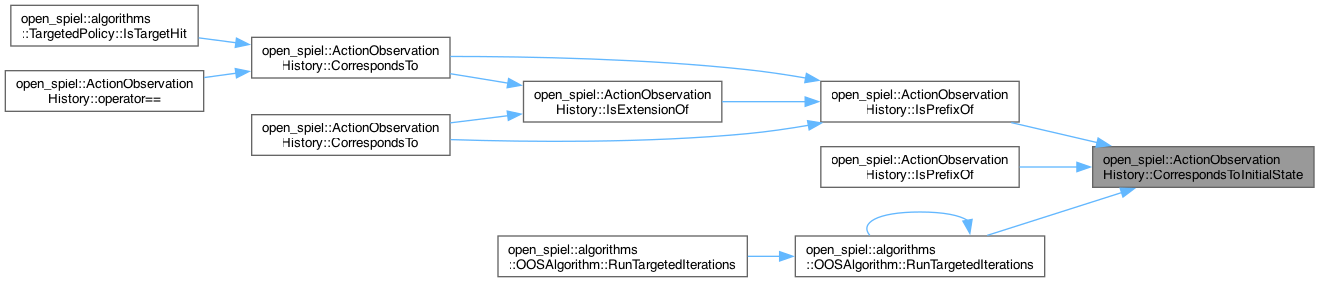 open_spiel::algorithms
::TargetedPolicy::IsTargetHit
open_spiel::ActionObservation
History::operator==
open_spiel::ActionObservation
History::CorrespondsTo
open_spiel::ActionObservation
History::CorrespondsTo
open_spiel::ActionObservation
History::IsExtensionOf
open_spiel::ActionObservation
History::IsPrefixOf
open_spiel::ActionObservation
History::IsPrefixOf
open_spiel::algorithms
::OOSAlgorithm::RunTargetedIterations
open_spiel::algorithms
::OOSAlgorithm::RunTargetedIterations
open_spiel::ActionObservation
History::CorrespondsToInitialState